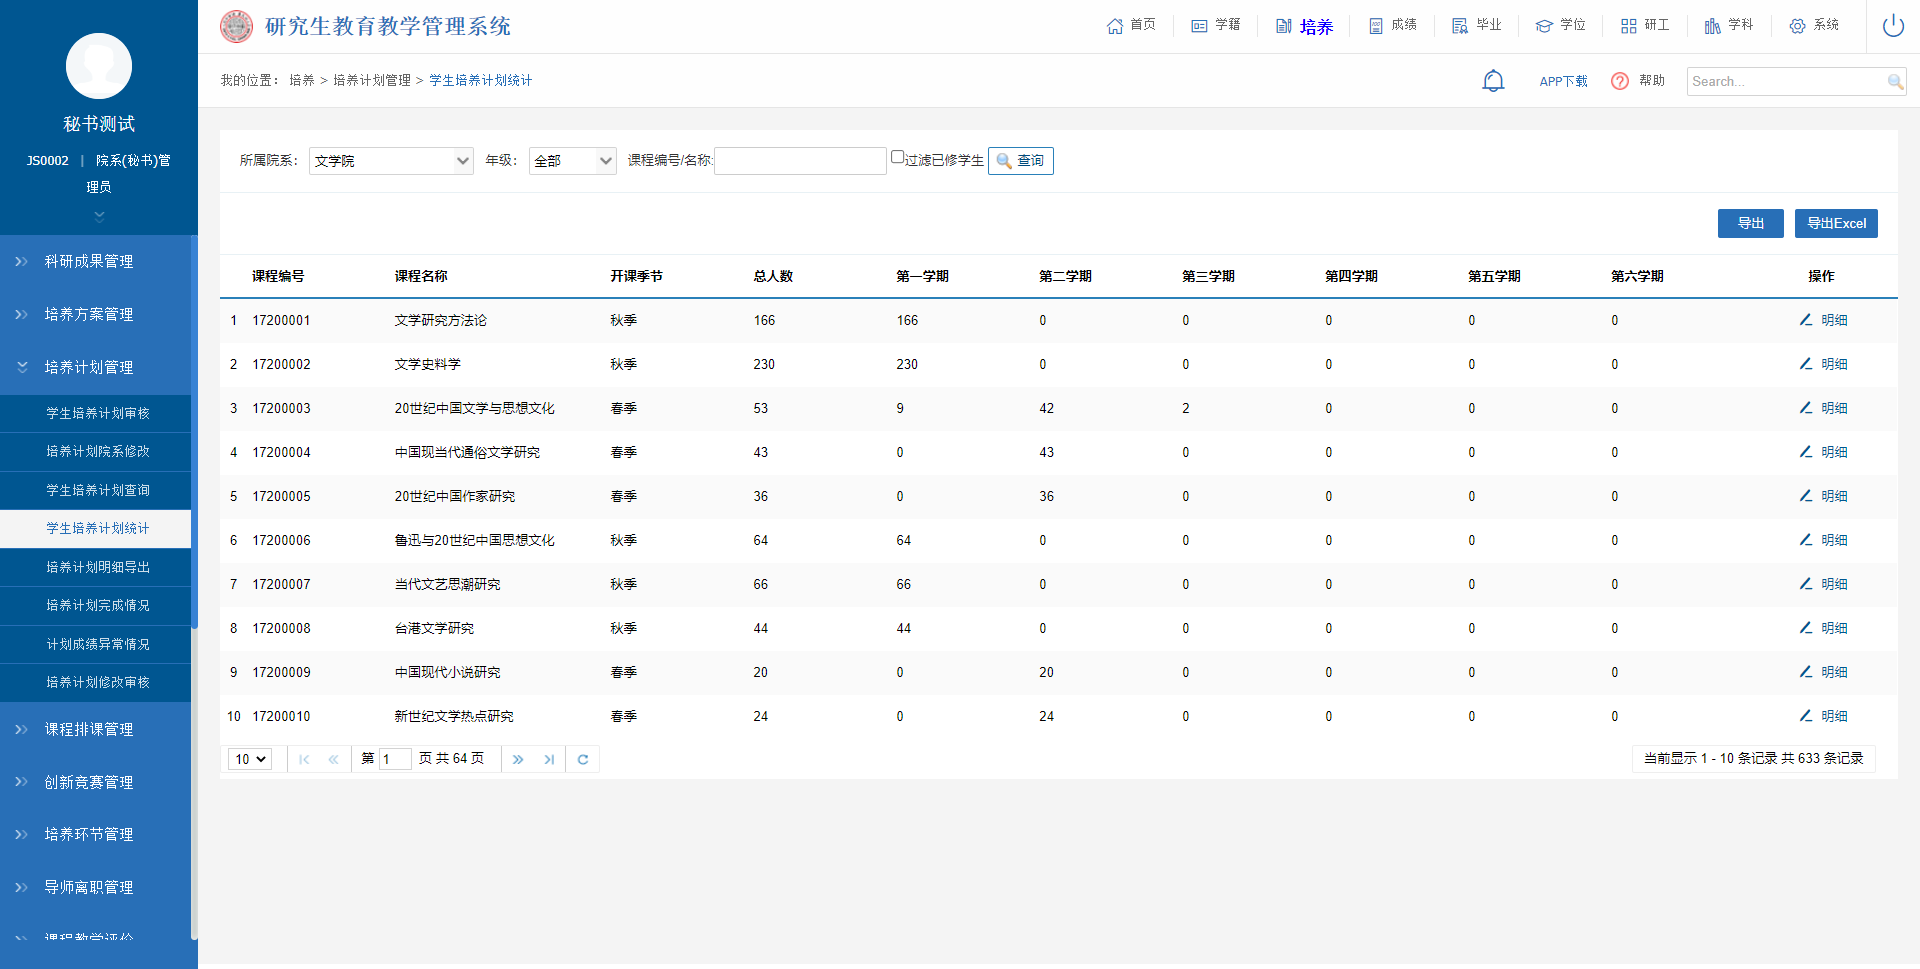 研究生教育教学管理系统
首页 学籍 培养 成绩 毕业 学位 研工 学科 系统
我的位置： 培养 > 培养计划管理 > 学生培养计划统计
APP下载 帮助 Search...
秘书测试
JS0002 | 院系(秘书)管
理员
科研成果管理
培养方案管理
培养计划管理
学生培养计划审核
培养计划院系修改
学生培养计划查询
学生培养计划统计
培养计划明细导出
培养计划完成情况
计划成绩异常情况
培养计划修改审核
课程排课管理
创新竞赛管理
培养环节管理
导师离职管理
课程教学评价
所属院系： 文学院 年级： 全部 课程编号/名称: 过滤已修学生 查询
导出 导出Excel
课程编号 课程名称 开课季节 总人数 第一学期 第二学期 第三学期 第四学期 第五学期 第六学期 操作
1 17200001 文学研究方法论 秋季 166 166 0 0 0 0 0 明细
2 17200002 文学史料学 秋季 230 230 0 0 0 0 0 明细
3 17200003 20世纪中国文学与思想文化 春季 53 9 42 2 0 0 0 明细
4 17200004 中国现当代通俗文学研究 春季 43 0 43 0 0 0 0 明细
5 17200005 20世纪中国作家研究 春季 36 0 36 0 0 0 0 明细
6 17200006 鲁迅与20世纪中国思想文化 秋季 64 64 0 0 0 0 0 明细
7 17200007 当代文艺思潮研究 秋季 66 66 0 0 0 0 0 明细
8 17200008 台港文学研究 秋季 44 44 0 0 0 0 0 明细
9 17200009 中国现代小说研究 春季 20 0 20 0 0 0 0 明细
10 17200010 新世纪文学热点研究 春季 24 0 24 0 0 0 0 明细
10 第 1 页 共 64 页 当前显示 1 - 10 条记录 共 633 条记录